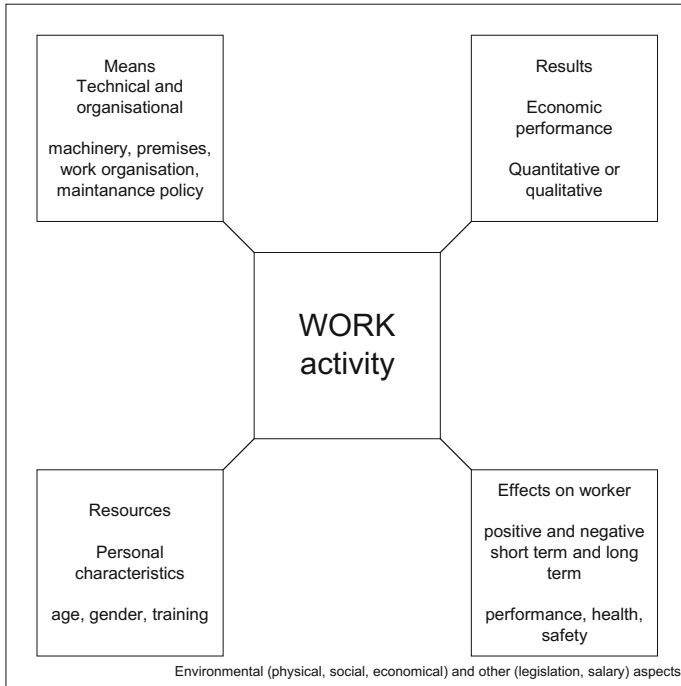 Means
Technical and
organisational
machinery, premises,
work organisation,
maintanance policy
Results
Economic
performance
Quantitative or
qualitative
WORK
activity
Resources
Personal
characteristics
age, gender, training
Effects on worker
positive and negative
short term and long
term
performance, health,
safety
Environmental (physical, social, economical) and other (legislation, salary) aspects